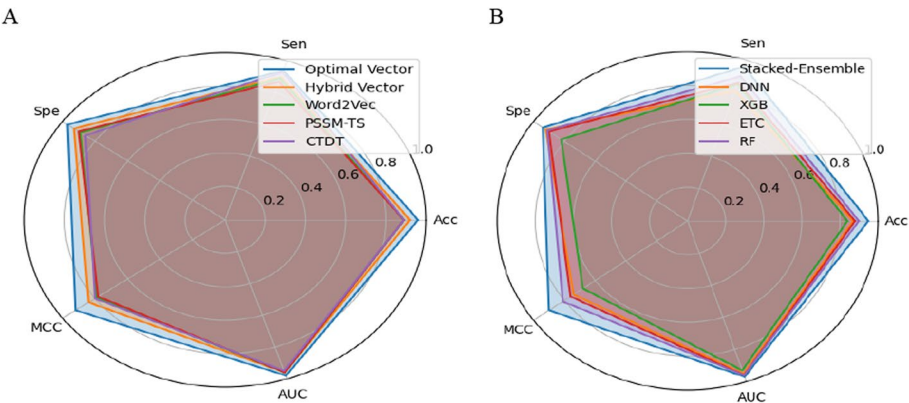 A
Sen
Optimal Vector
Hybrid Vector
Word2Vec
PSSM-TS
CTDT
Spe
1.0
0.8
0.6
0.4
0.2
Acc
MCC
AUC
B
Sen
Stacked-Ensemble
DNN
XGB
ETC
RF
Spe
1.0
0.8
0.6
0.4
0.2
Acc
MCC
AUC